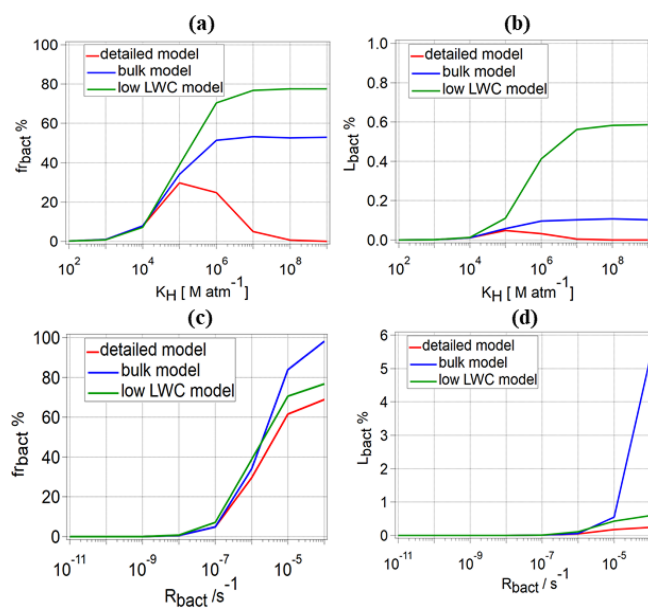 (a)
(b)
100
80
60
40
20
0
fr_bact %
detailed model
bulk model
low LWC model
10^2 10^4 10^6 10^8
K_H [ M atm^-1]
1.0
0.8
0.6
0.4
0.2
0.0
L_bact %
detailed model
bulk model
low LWC model
10^2 10^4 10^6 10^8
K_H [ M atm^-1]
(c)
(d)
100
80
60
40
20
0
fr_bact %
detailed model
bulk model
low LWC model
10^-11 10^-9 10^-7 10^-5
R_bact /s^-1
6
5
4
3
2
1
0
L_bact %
detailed model
bulk model
low LWC model
10^-11 10^-9 10^-7 10^-5
R_bact /s^-1